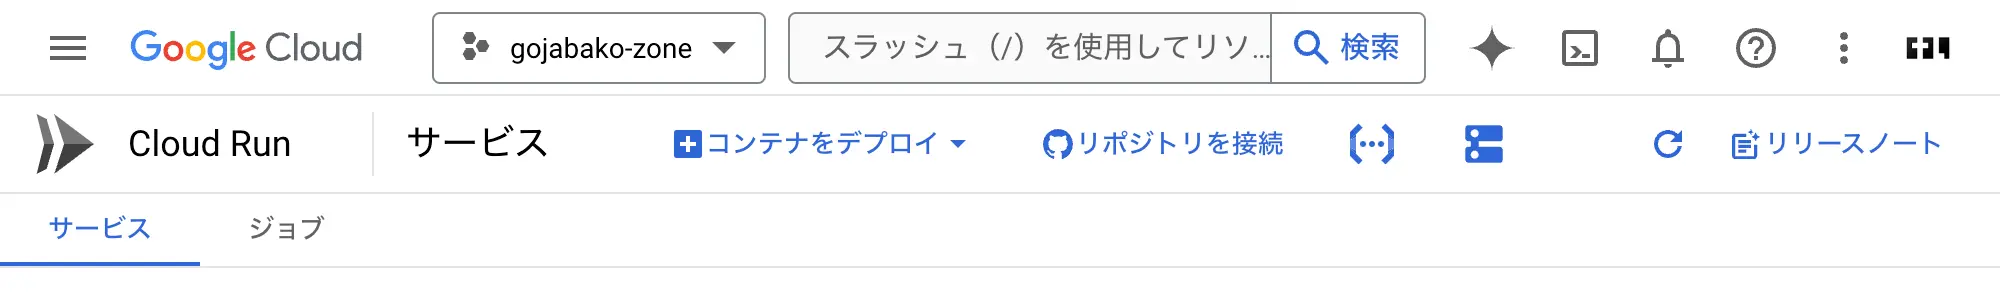 Google Cloud gojabako-zone スラッシュ（/）を使用してリソ... 検索
Cloud Run サービス コンテナをデプロイ リポジトリを接続 リリースノート
サービス ジョブ